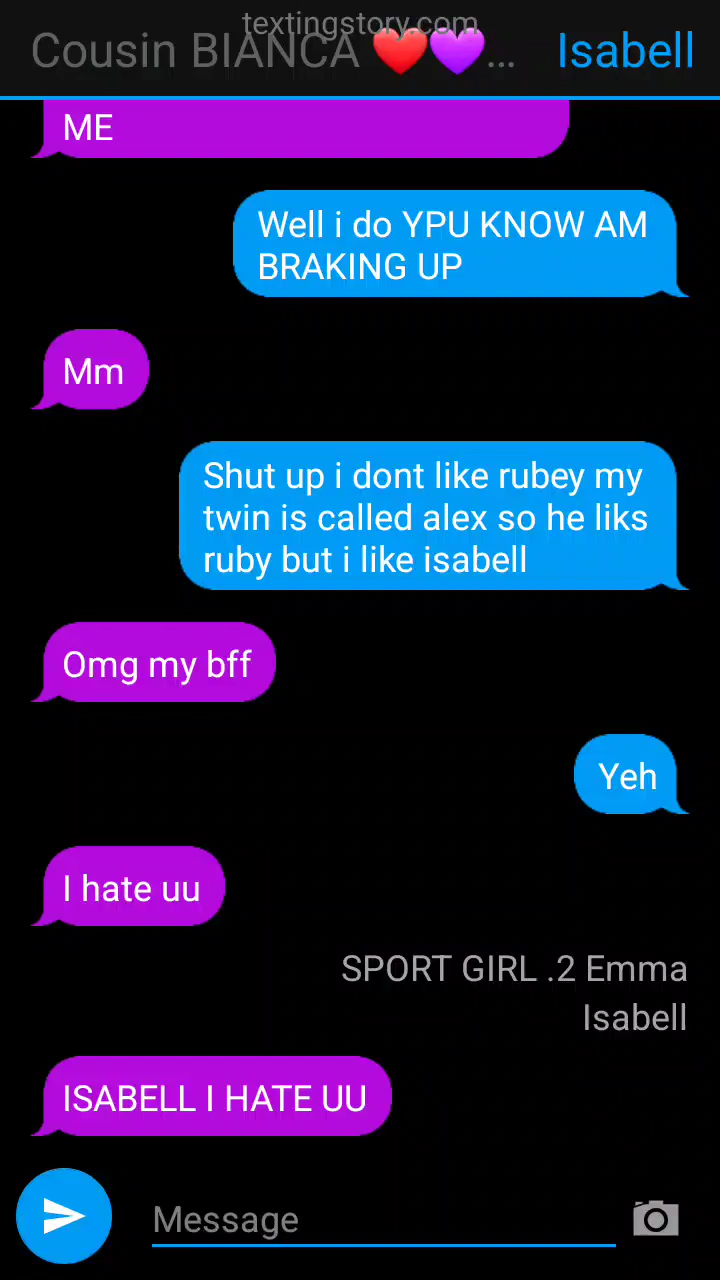 textingstory.com
Cousin BIANCA ❤️💜... Isabell
ME
Well i do YPU KNOW AM
BRAKING UP
Mm
Shut up i dont like rubey my
twin is called alex so he liks
ruby but i like isabell
Omg my bff
Yeh
I hate uu
SPORT GIRL .2 Emma
Isabell
ISABELL I HATE UU
Message